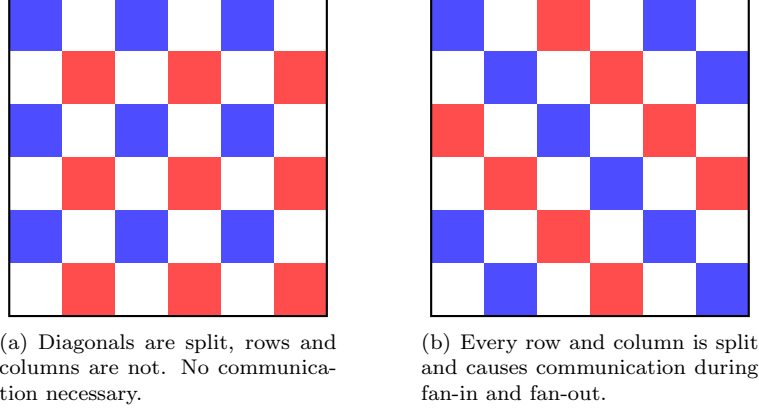 (a) Diagonals are split, rows and
columns are not. No communica-
tion necessary.
(b) Every row and column is split
and causes communication during
fan-in and fan-out.